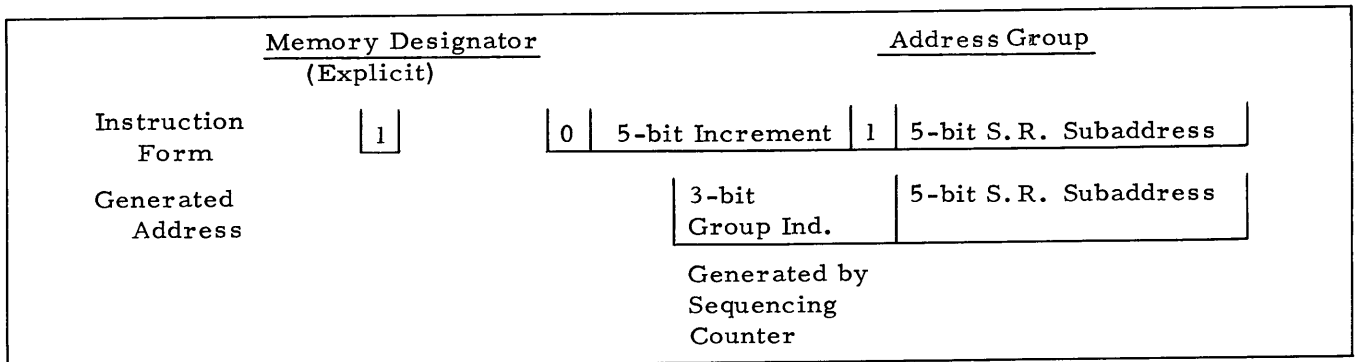 Memory Designator
(Explicit)
Address Group
Instruction
Form
1
0 5-bit Increment 1 5-bit S.R. Subaddress
Generated
Address
3-bit
Group Ind.
5-bit S.R. Subaddress
Generated by
Sequencing
Counter